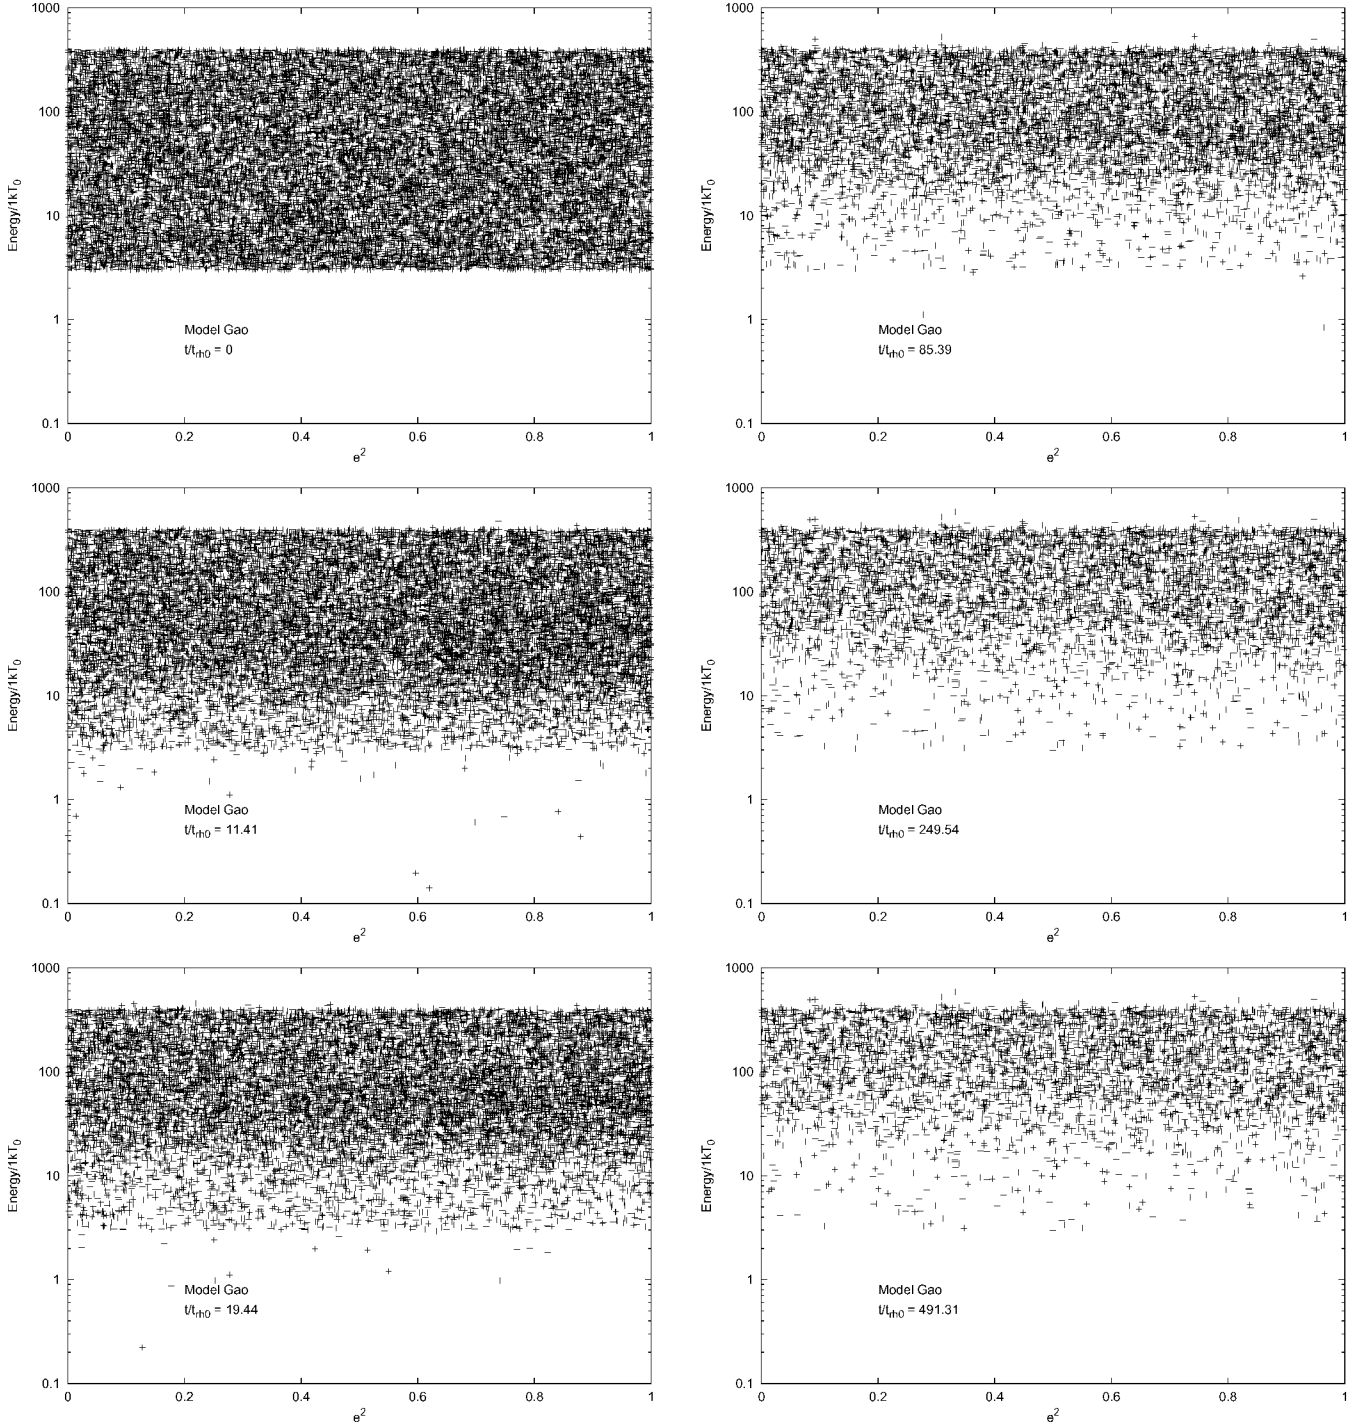 1000
100
10
1
0.1
Energy/1kT0
Model Gao
t/trh0 = 0
0 0.2 0.4 0.6 0.8 1
e2
1000
100
10
1
0.1
Energy/1kT0
Model Gao
t/trh0 = 85.39
0 0.2 0.4 0.6 0.8 1
e2
1000
100
10
1
0.1
Energy/1kT0
Model Gao
t/trh0 = 11.41
0 0.2 0.4 0.6 0.8 1
e2
1000
100
10
1
0.1
Energy/1kT0
Model Gao
t/trh0 = 249.54
0 0.2 0.4 0.6 0.8 1
e2
1000
100
10
1
0.1
Energy/1kT0
Model Gao
t/trh0 = 19.44
0 0.2 0.4 0.6 0.8 1
e2
1000
100
10
1
0.1
Energy/1kT0
Model Gao
t/trh0 = 491.31
0 0.2 0.4 0.6 0.8 1
e2